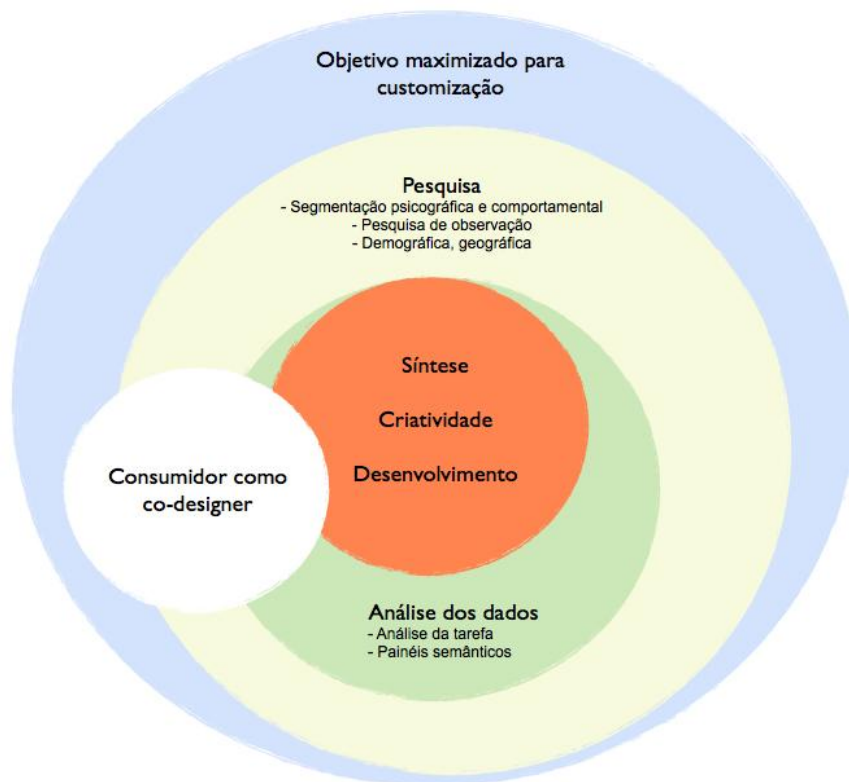 Objetivo maximizado para
customização
Pesquisa
- Segmentação psicográfica e comportamental
- Pesquisa de observação
- Demográfica, geográfica
Síntese
Criatividade
Desenvolvimento
Consumidor como
co-designer
Análise dos dados
- Análise da tarefa
- Painéis semânticos